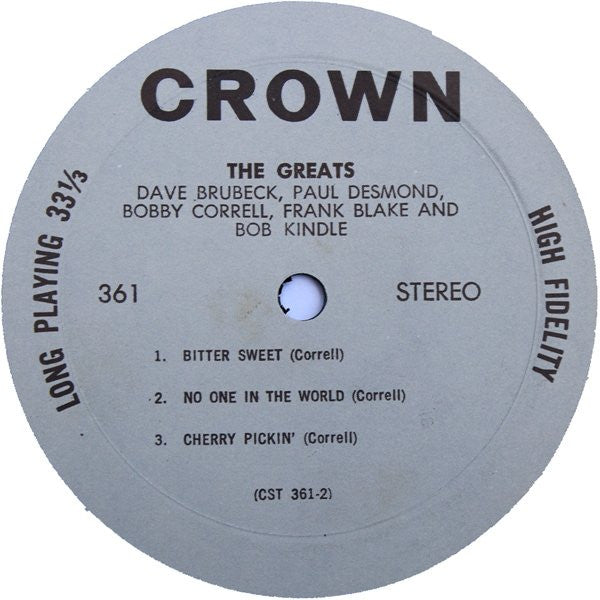 CROWN
THE GREATS
DAVE BRUBECK, PAUL DESMOND,
BOBBY CORRELL, FRANK BLAKE AND
BOB KINDLE
LONG PLAYING 33⅓
HIGH FIDELITY
361
STEREO
1. BITTER SWEET (Correll)
2. NO ONE IN THE WORLD (Correll)
3. CHERRY PICKIN' (Correll)
(CST 361-2)